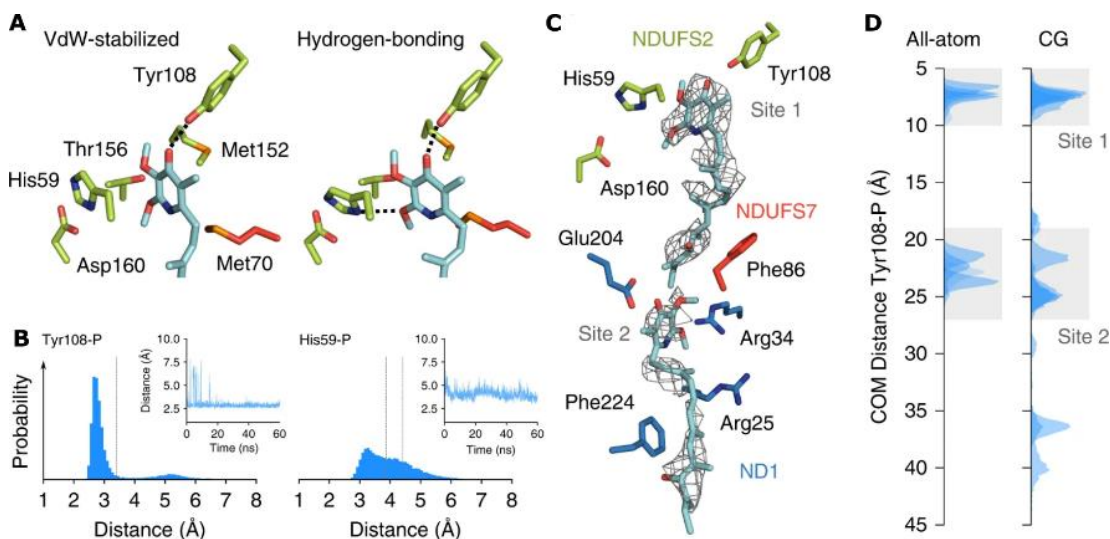 A
VdW-stabilized
Hydrogen-bonding
Tyr108
Thr156
Met152
His59
Asp160
Met70
B
Tyr108-P
His59-P
Probability
Distance (Å)
10.0
7.5
5.0
2.5
0 20 40 60
Time (ns)
10.0
7.5
5.0
2.5
0 20 40 60
Time (ns)
1 2 3 4 5 6 7 8
Distance (Å)
1 2 3 4 5 6 7 8
Distance (Å)
C
NDUFS2
His59
Tyr108
Site 1
Asp160
NDUFS7
Glu204
Phe86
Site 2
Arg34
Phe224
Arg25
ND1
D
All-atom
CG
COM Distance Tyr108-P (Å)
5
10
15
20
25
30
35
40
45
Site 1
Site 2